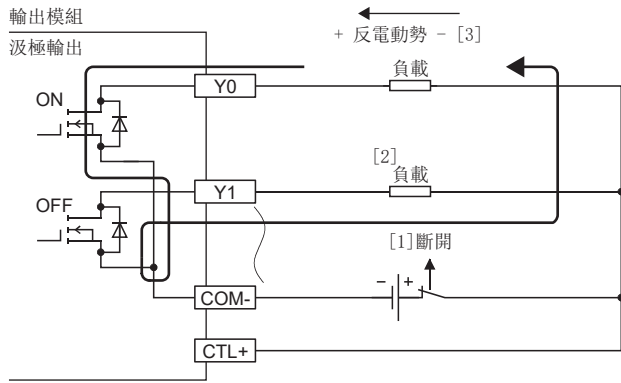 輸出模組
汲極輸出
+ 反電動勢 - [3]
負載
ON
Y0
[2]
負載
OFF
Y1
[1]斷開
- +
COM-
CTL+